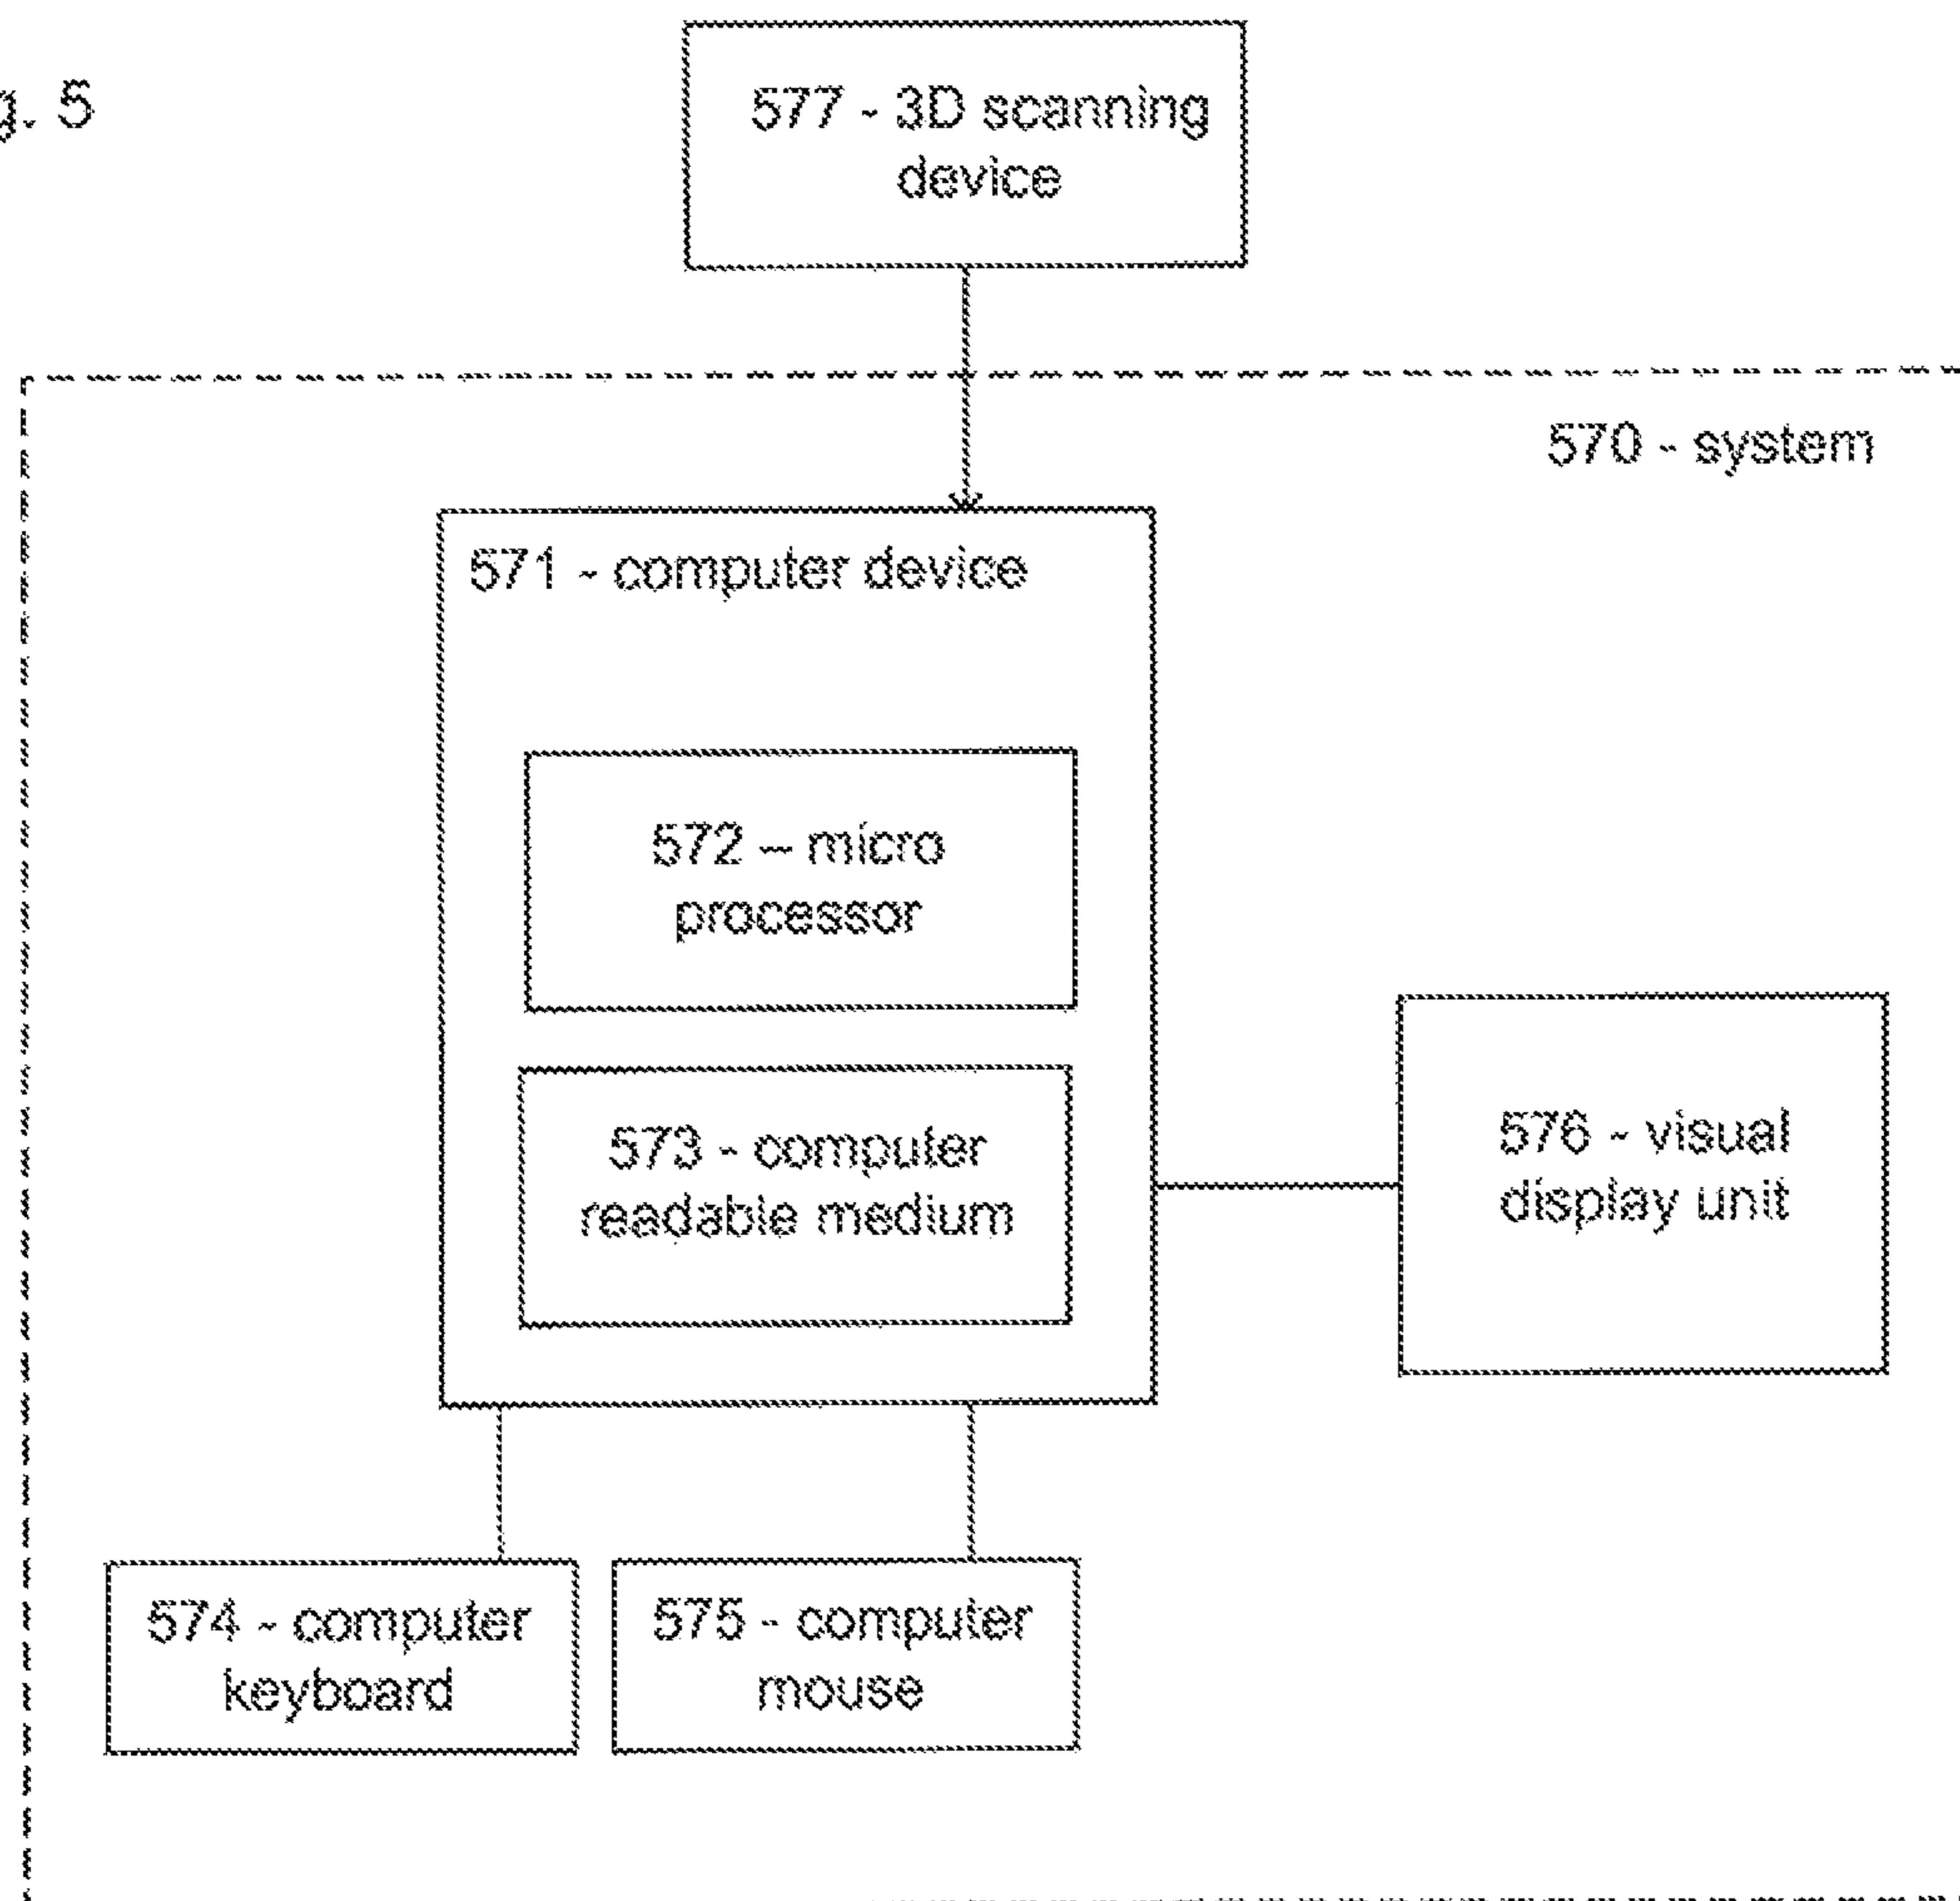 g. 5
577 - 3D scanning
device
570 - system
571 - computer device
572 – micro
processor
573 - computer
readable medium
576 - visual
display unit
574 - computer
keyboard
575 - computer
mouse